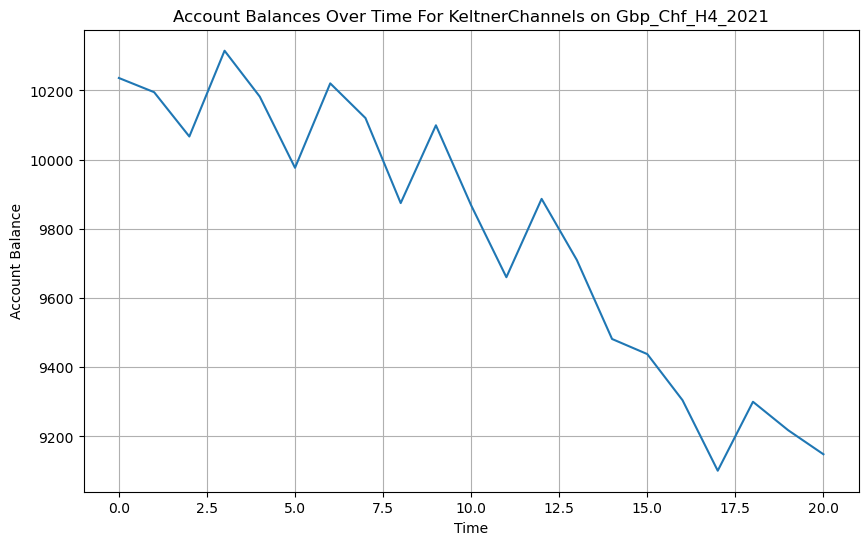 Account Balances Over Time For KeltnerChannels on Gbp_Chf_H4_2021
Account Balance
10200
10000
9800
9600
9400
9200
0.0 2.5 5.0 7.5 10.0 12.5 15.0 17.5 20.0
Time